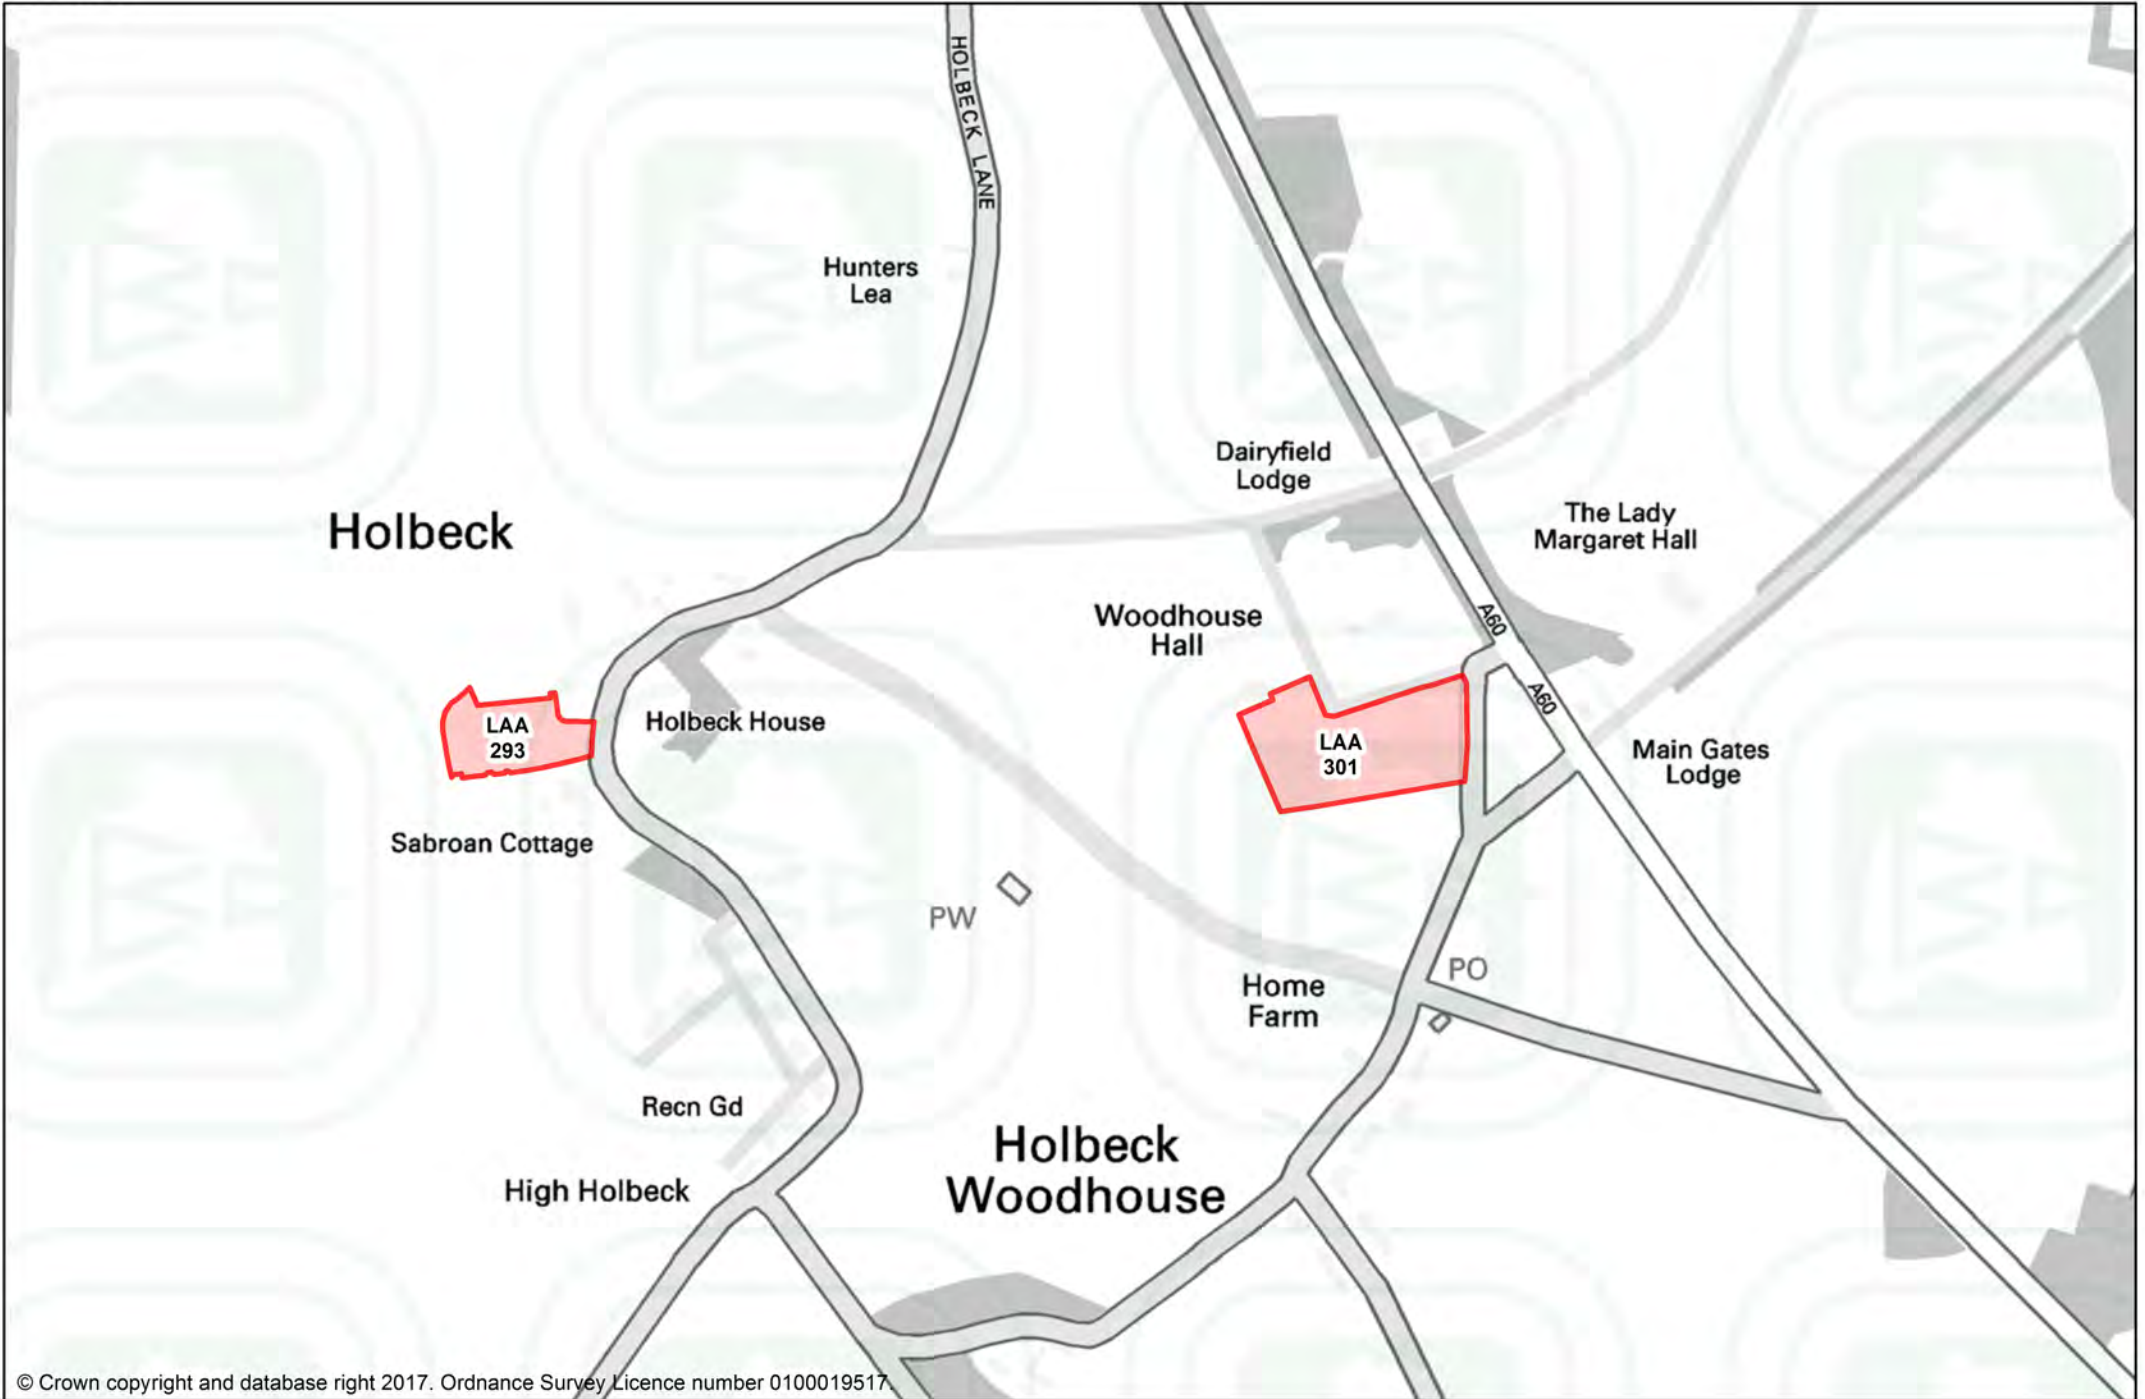 HOLBECK LANE
Hunters
Lea
Dairyfield
Lodge
The Lady
Margaret Hall
Holbeck
Woodhouse
Hall
A60
A60
LAA
293
Holbeck House
LAA
301
Main Gates
Lodge
Sabroan Cottage
PW
PO
Home
Farm
Recn Gd
Holbeck
Woodhouse
High Holbeck
© Crown copyright and database right 2017. Ordnance Survey Licence number 0100019517.